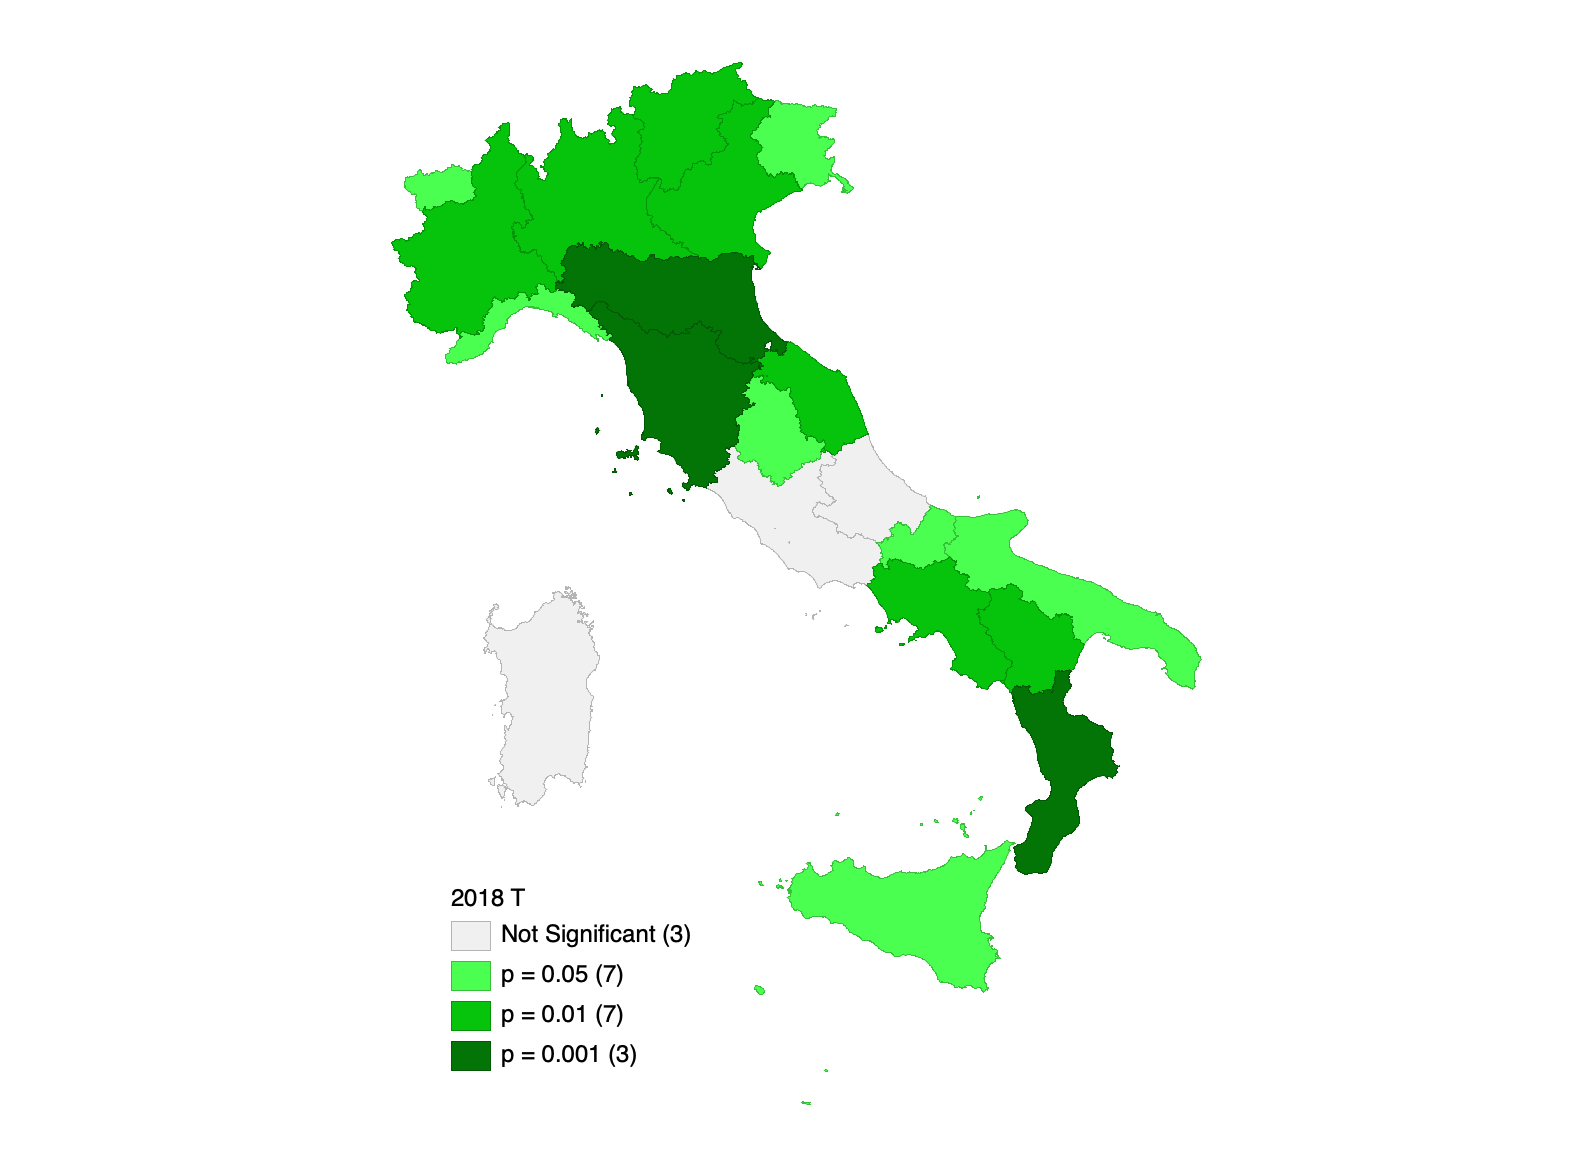 2018 T
Not Significant (3)
p = 0.05 (7)
p = 0.01 (7)
p = 0.001 (3)